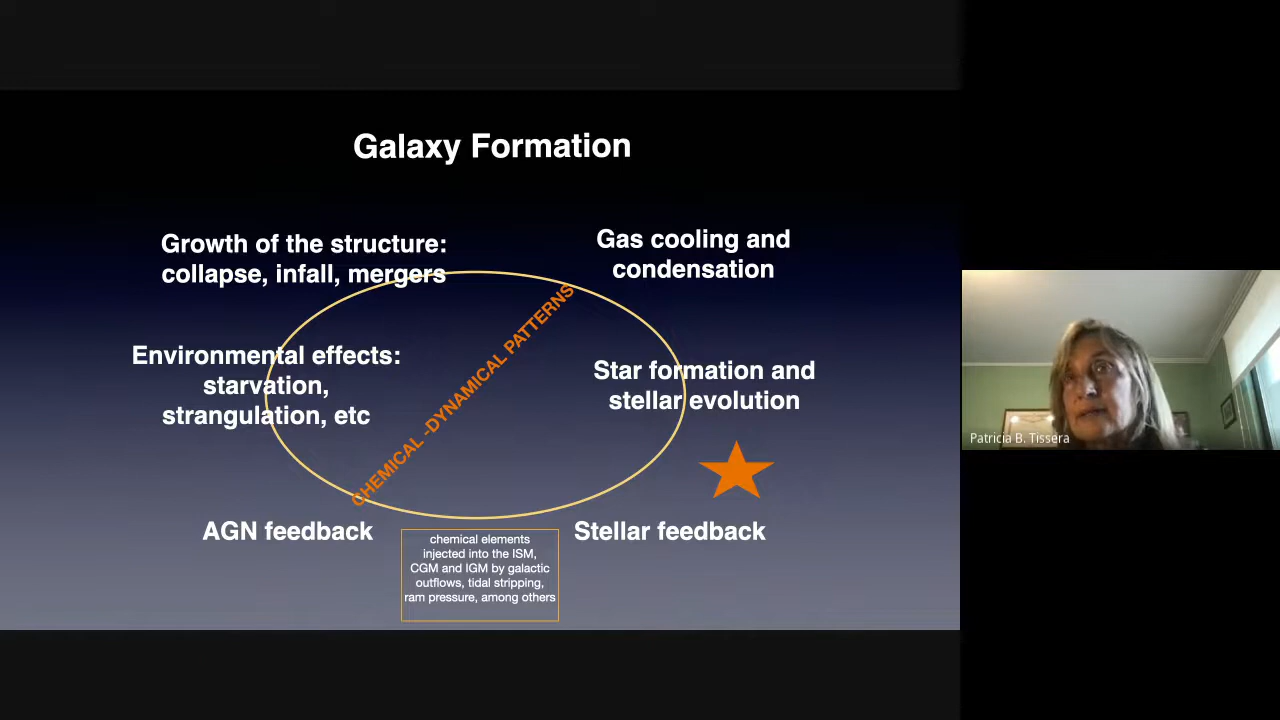 Galaxy Formation
Growth of the structure:
collapse, infall, mergers
Gas cooling and
condensation
Environmental effects:
starvation,
strangulation, etc
CHEMICAL -DYNAMICAL PATTERNS
Star formation and
stellar evolution
AGN feedback
chemical elements
injected into the ISM,
CGM and IGM by galactic
outflows, tidal stripping,
ram pressure, among others
Stellar feedback
Patricia B. Tissera